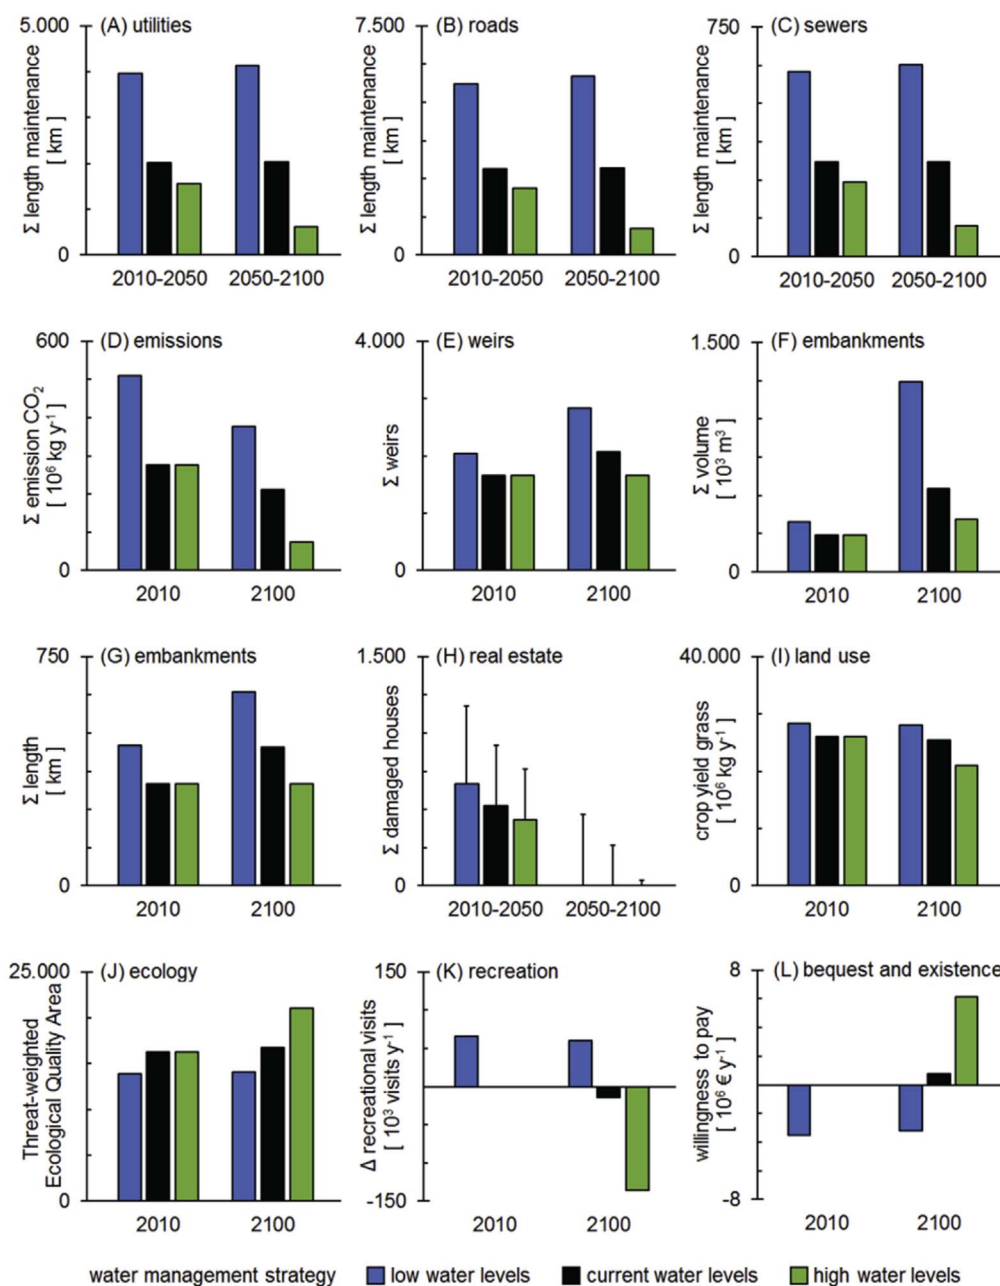 5.000
(A) utilities
Σ length maintenance
[ km ]
0
2010-2050
2050-2100
7.500
(B) roads
Σ length maintenance
[ km ]
0
2010-2050
2050-2100
750
(C) sewers
Σ length maintenance
[ km ]
0
2010-2050
2050-2100
600
(D) emissions
Σ emission CO₂
[ 10⁶ kg y⁻¹ ]
0
2010
2100
4.000
(E) weirs
Σ weirs
0
2010
2100
1.500
(F) embankments
Σ volume
[ 10³ m³ ]
0
2010
2100
750
(G) embankments
Σ length
[ km ]
0
2010
2100
1.500
(H) real estate
Σ damaged houses
0
2010-2050
2050-2100
40.000
(I) land use
crop yield grass
[ 10⁶ kg y⁻¹ ]
0
2010
2100
25.000
(J) ecology
Threat-weighted
Ecological Quality Area
0
2010
2100
150
(K) recreation
Δ recreational visits
[ 10³ visits y⁻¹ ]
-150
2010
2100
8
(L) bequest and existence
willingness to pay
[ 10⁶ € y⁻¹ ]
-8
2010
2100
water management strategy
low water levels
current water levels
high water levels